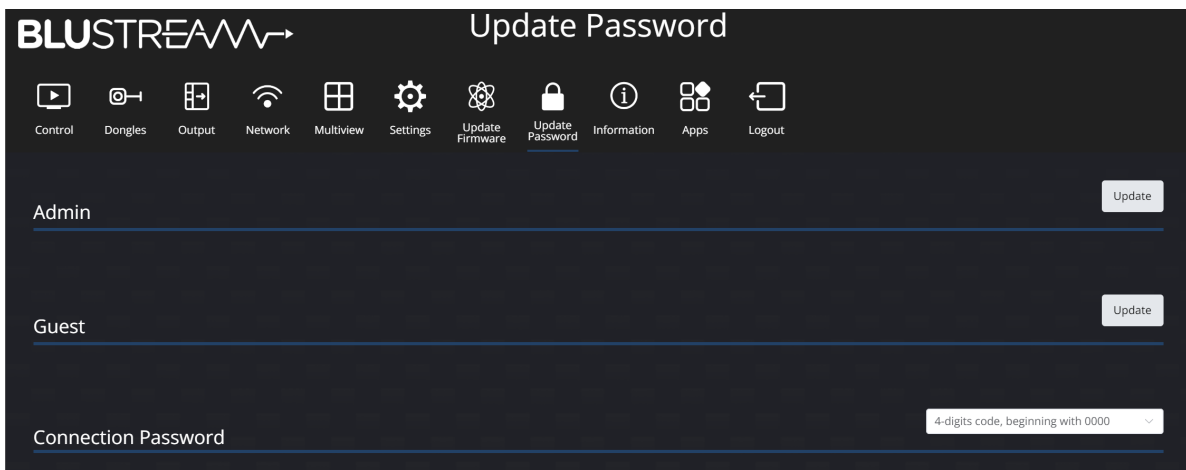 BLUSTREAM
Update Password
Control
Dongles
Output
Network
Multiview
Settings
Update
Firmware
Update
Password
Information
Apps
Logout
Admin
Update
Guest
Update
Connection Password
4-digits code, beginning with 0000